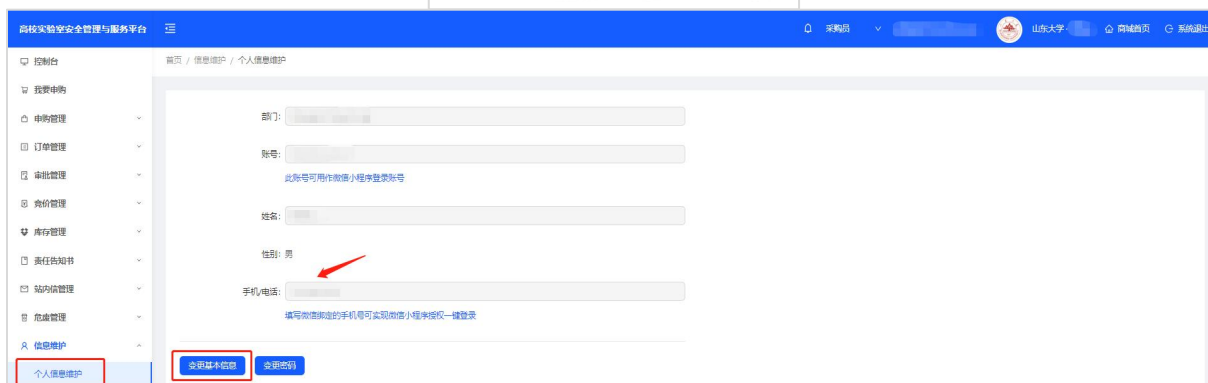 高校实验室安全管理与服务平台
采购员
山东大学-
商城首页
系统退出
控制台
首页 / 信息维护 / 个人信息维护
我要申购
申购管理
部门:
订单管理
账号:
审批管理
此账号可用作微信小程序登录账号
竞价管理
姓名:
库存管理
性别: 男
责任告知书
手机/电话:
站内信管理
填写微信绑定的手机号可实现微信小程序授权一键登录
危废管理
信息维护
变更基本信息
变更密码
个人信息维护